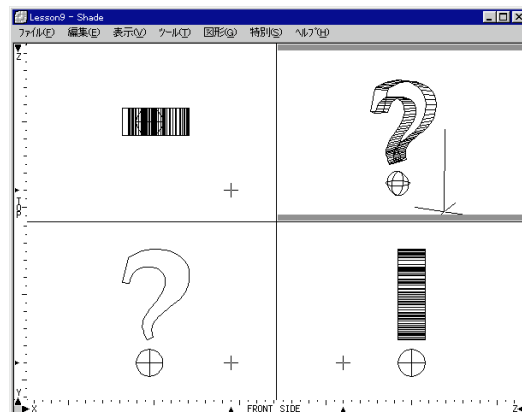 Lesson9 - Shade
ファイル(F) 編集(E) 表示(V) ツール(T) 図形(G) 特別(S) ヘルプ(H)
Z
TOP
Y
X FRONT SIDE Z